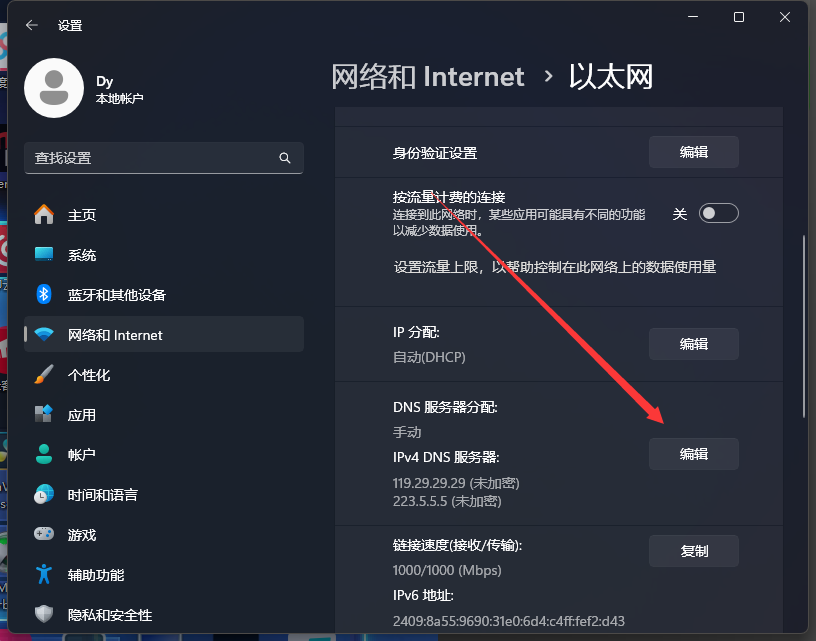 设置
Dy
本地帐户
查找设置
主页
系统
蓝牙和其他设备
网络和 Internet
个性化
应用
帐户
时间和语言
游戏
辅助功能
隐私和安全性
网络和 Internet › 以太网
身份验证设置
编辑
按流量计费的连接
连接到此网络时，某些应用可能具有不同的功能
以减少数据使用。
关
设置流量上限，以帮助控制在此网络上的数据使用量
IP 分配:
自动(DHCP)
编辑
DNS 服务器分配:
手动
IPv4 DNS 服务器:
119.29.29.29 (未加密)
223.5.5.5 (未加密)
编辑
链接速度(接收/传输):
1000/1000 (Mbps)
复制
IPv6 地址:
2409:8a55:9690:31e0:6d4:c4ff:fef2:d43